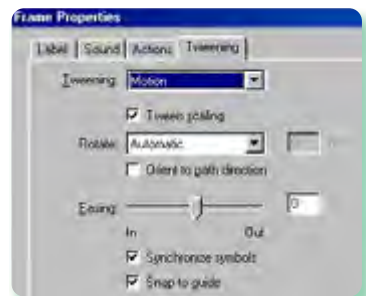 Frame Properties
Label Sound Actions Tweening
Tweening: Motion
Tween scaling
Rotate: Automatic
Orient to path direction
Easing: 0
In Out
Synchronize symbols
Snap to guide